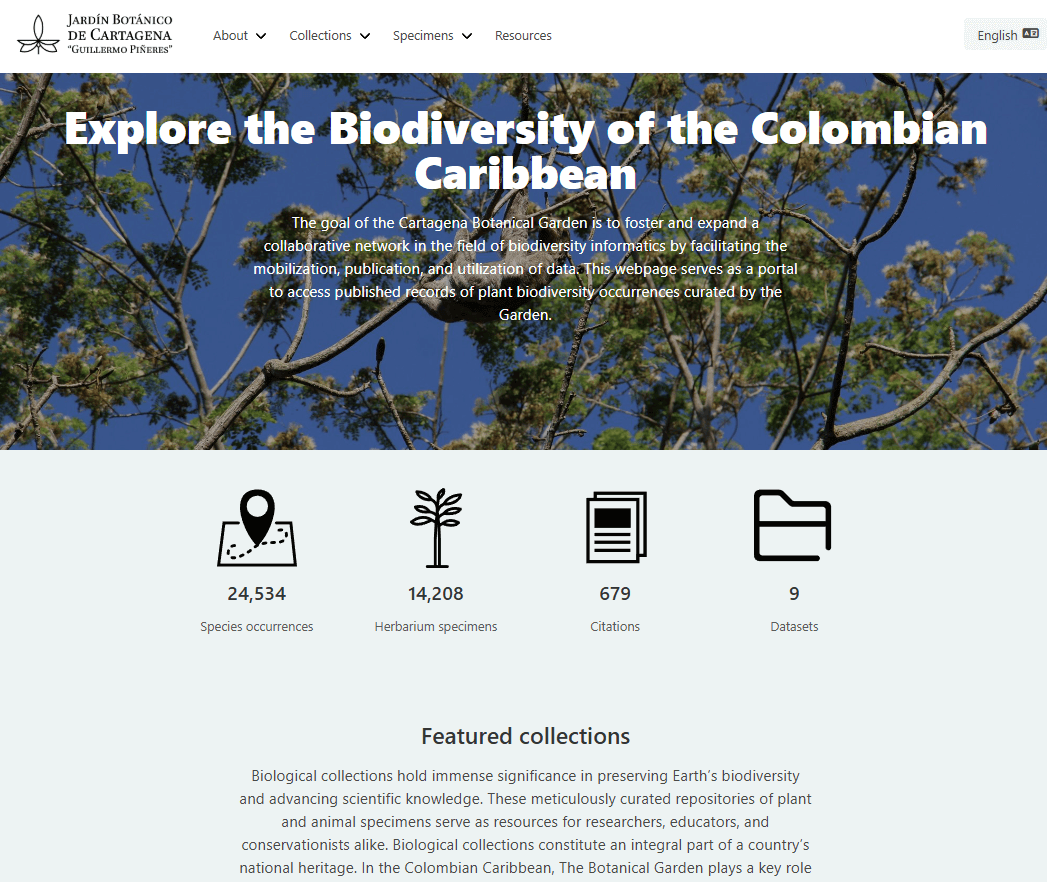 JARDÍN BOTÁNICO
DE CARTAGENA
"GUILLERMO PIÑERES"
About
Collections
Specimens
Resources
English
Explore the Biodiversity of the Colombian
Caribbean
The goal of the Cartagena Botanical Garden is to foster and expand a
collaborative network in the field of biodiversity informatics by facilitating the
mobilization, publication, and utilization of data. This webpage serves as a portal
to access published records of plant biodiversity occurrences curated by the
Garden.
24,534
Species occurrences
14,208
Herbarium specimens
679
Citations
9
Datasets
Featured collections
Biological collections hold immense significance in preserving Earth's biodiversity
and advancing scientific knowledge. These meticulously curated repositories of plant
and animal specimens serve as resources for researchers, educators, and
conservationists alike. Biological collections constitute an integral part of a country's
national heritage. In the Colombian Caribbean, The Botanical Garden plays a key role